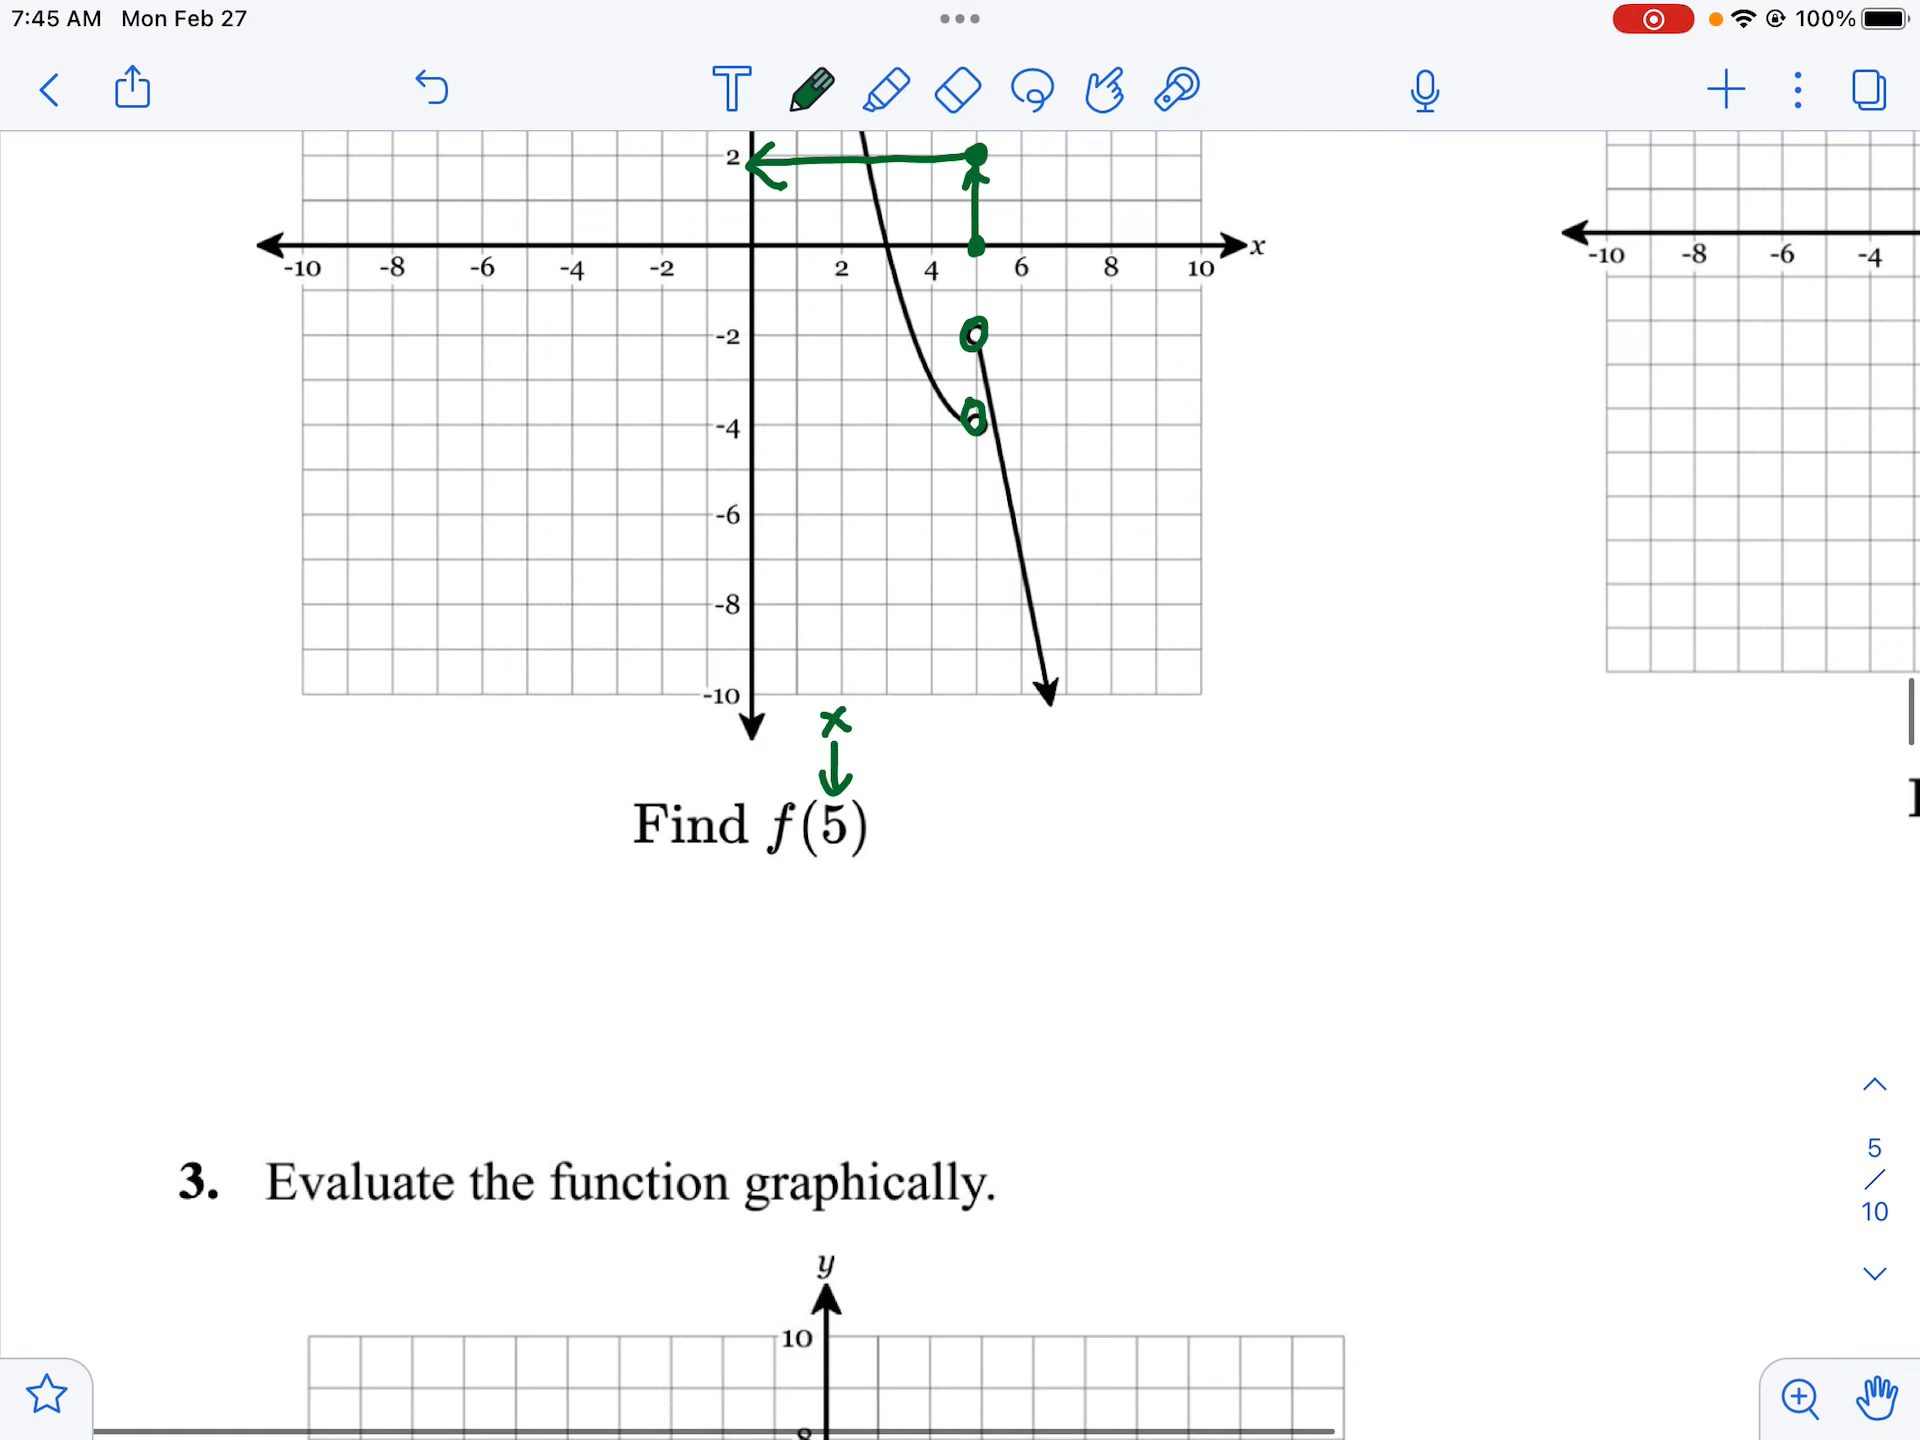 7:45 AM Mon Feb 27
100%
T
2
x
-10 -8 -6 -4 -2 2 4 6 8 10
-10 -8 -6 -4
-2
-4
-6
-8
-10
x
Find f(5)
3. Evaluate the function graphically.
5
/
10
y
10
8